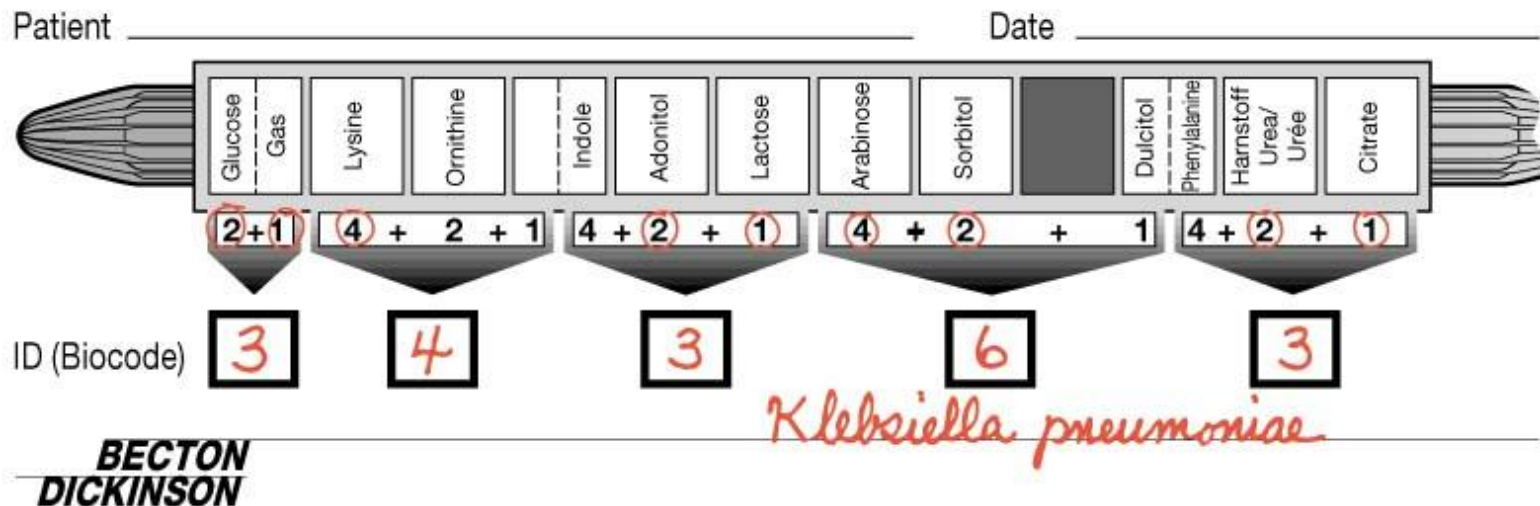 Patient Date
Glucose Gas Lysine Ornithine Indole Adonitol Lactose Arabinose Sorbitol Dulcitol Phenylalanine Harnstoff Urea/ Urée Citrate
2+1 4 + 2 + 1 4 + 2 + 1 4 + 2 + 1 4 + 2 + 1
ID (Biocode) 3 4 3 6 3
Klebsiella pneumoniae
BECTON
DICKINSON